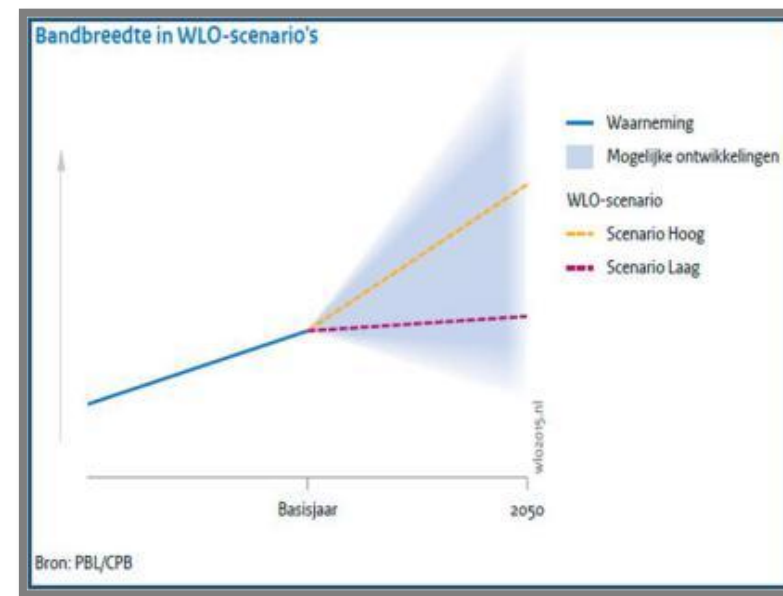 Bandbreedte in WLO-scenario's
Waarneming
Mogelijke ontwikkelingen
WLO-scenario
Scenario Hoog
Scenario Laag
wlo2015.nl
Basisjaar
2050
Bron: PBL/CPB